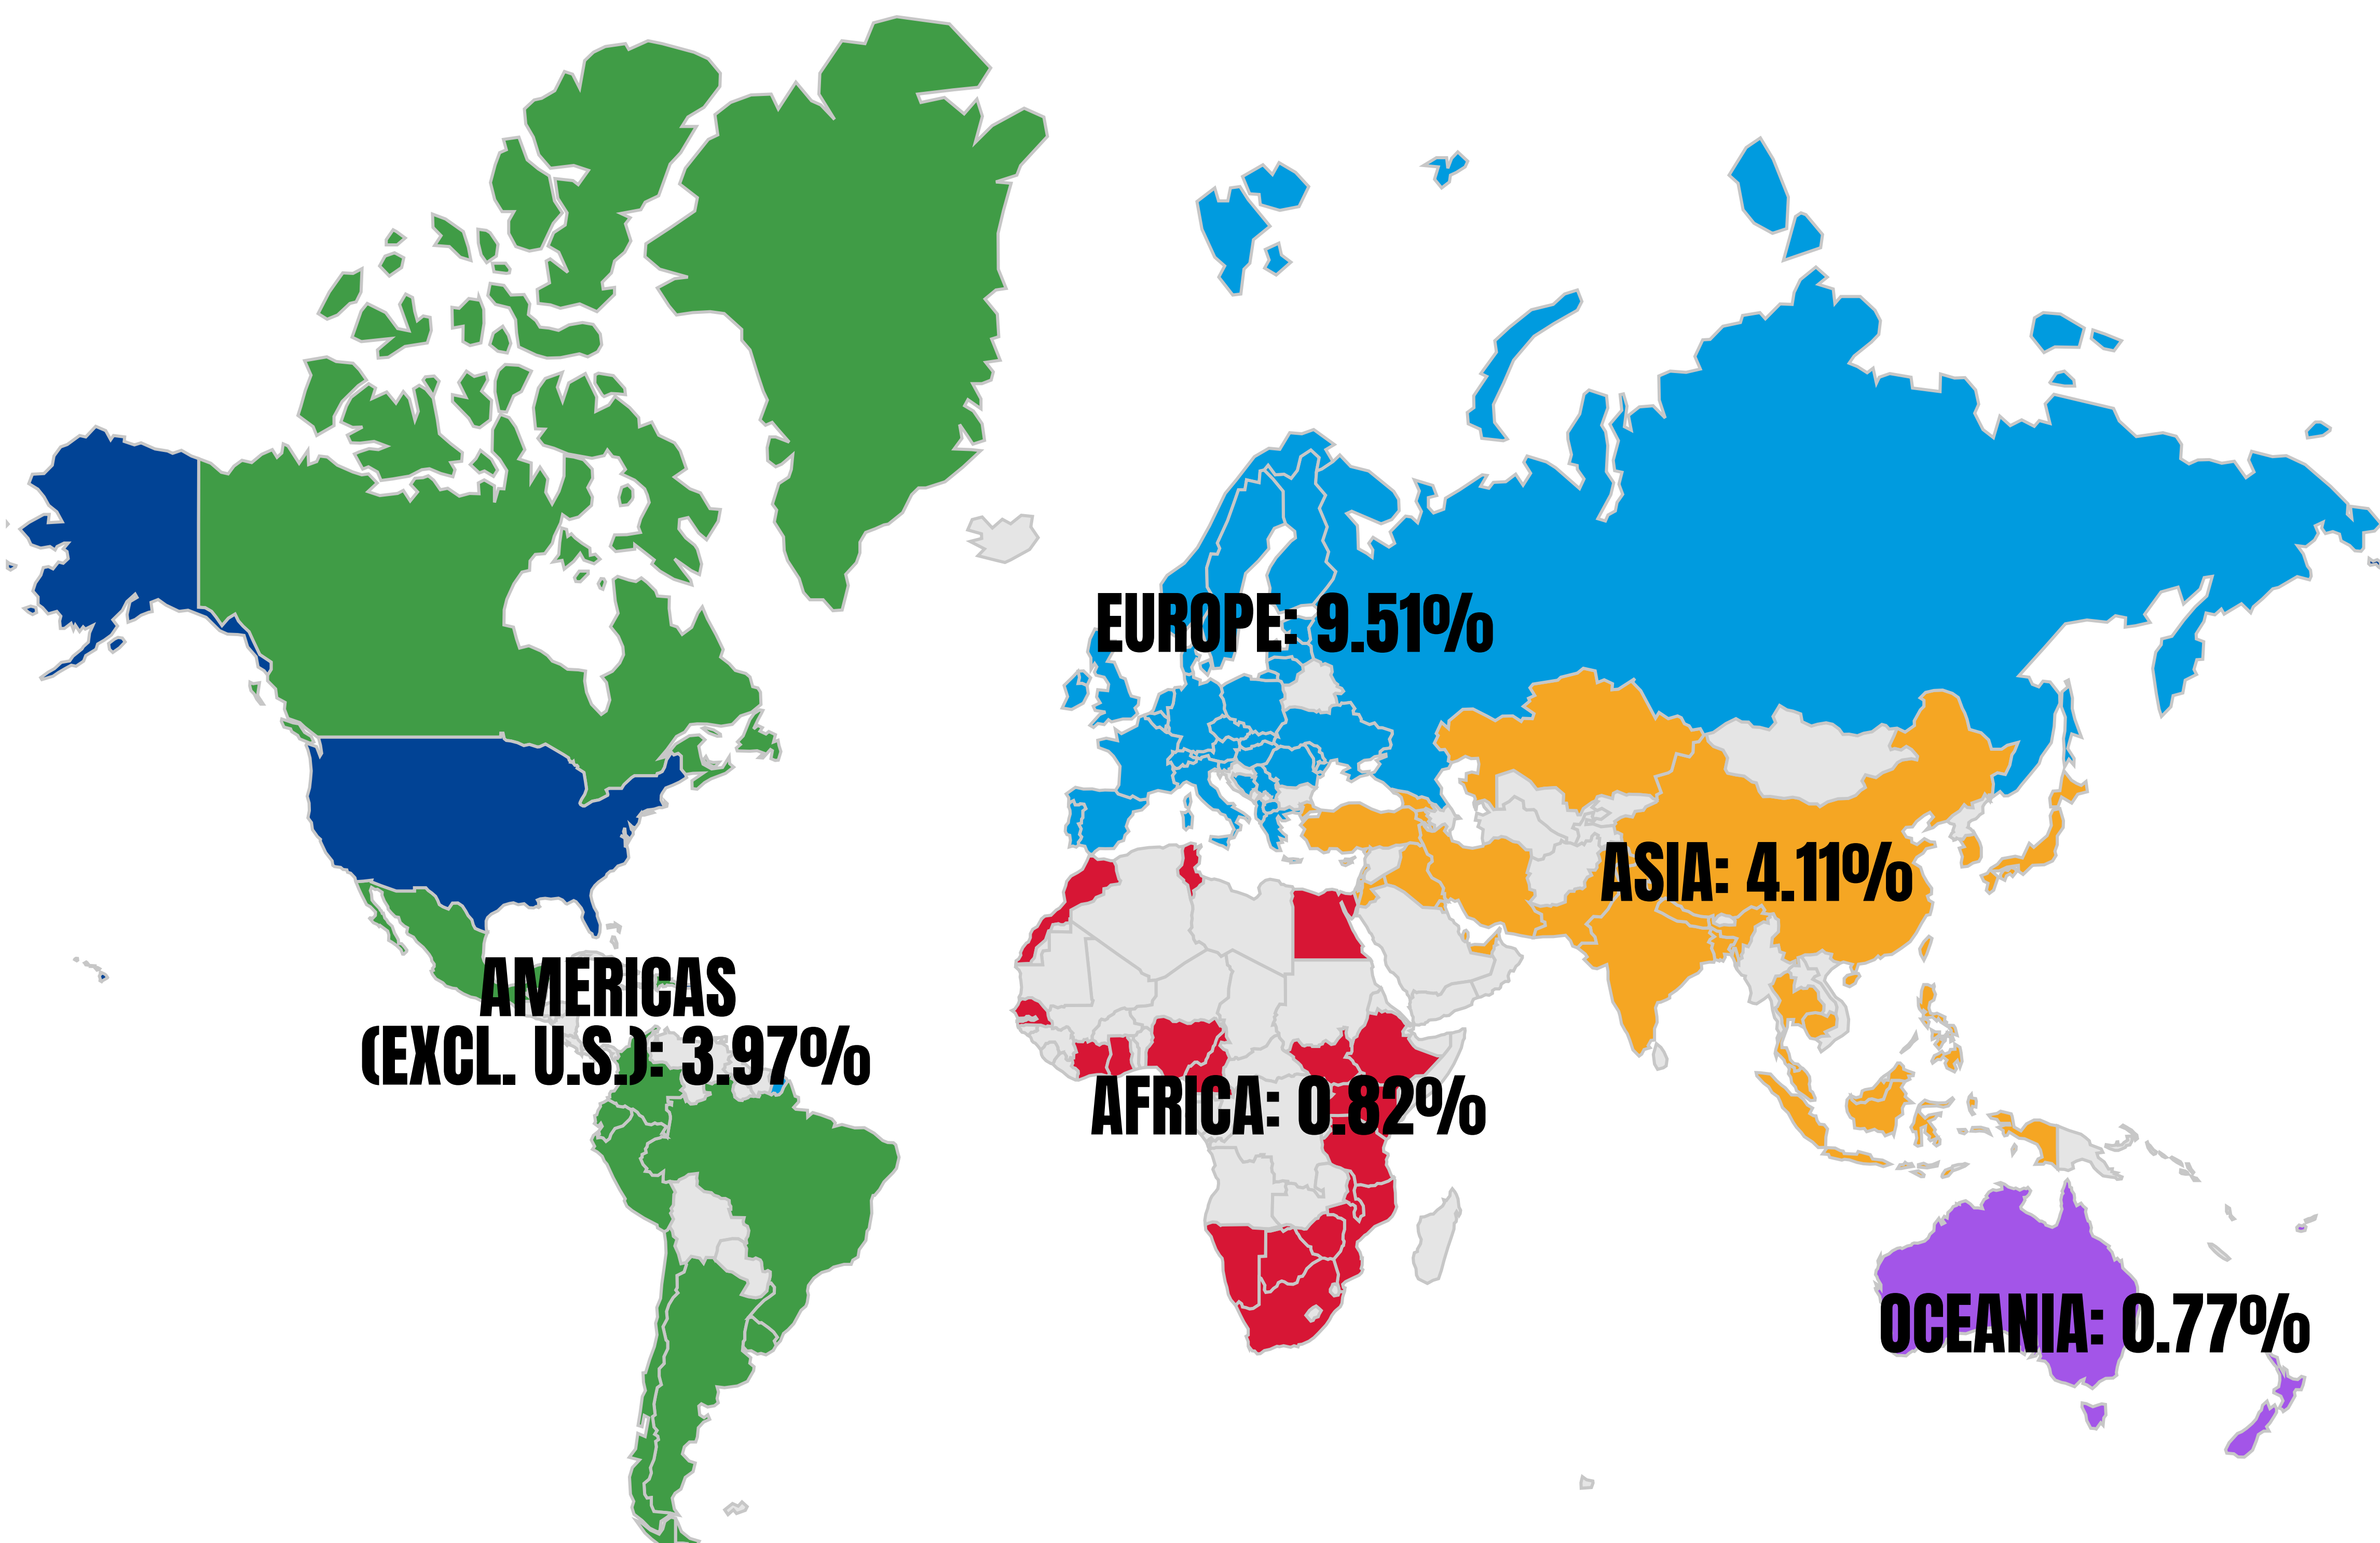 EUROPE: 9.51%
ASIA: 4.11%
AMERICAS
(EXCL. U.S.): 3.97%
AFRICA: 0.82%
OCEANIA: 0.77%